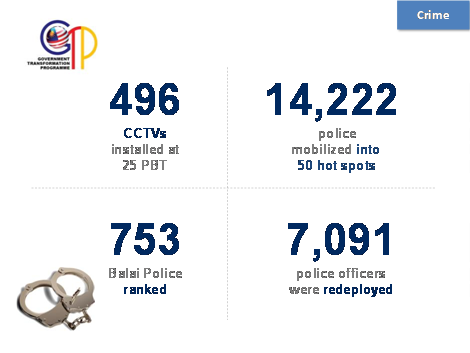 Crime
GTP
GOVERNMENT
TRANSFORMATION
PROGRAMME
496
CCTVs
installed at
25 PBT
14,222
police
mobilized into
50 hot spots
753
Balai Police
ranked
7,091
police officers
were redeployed